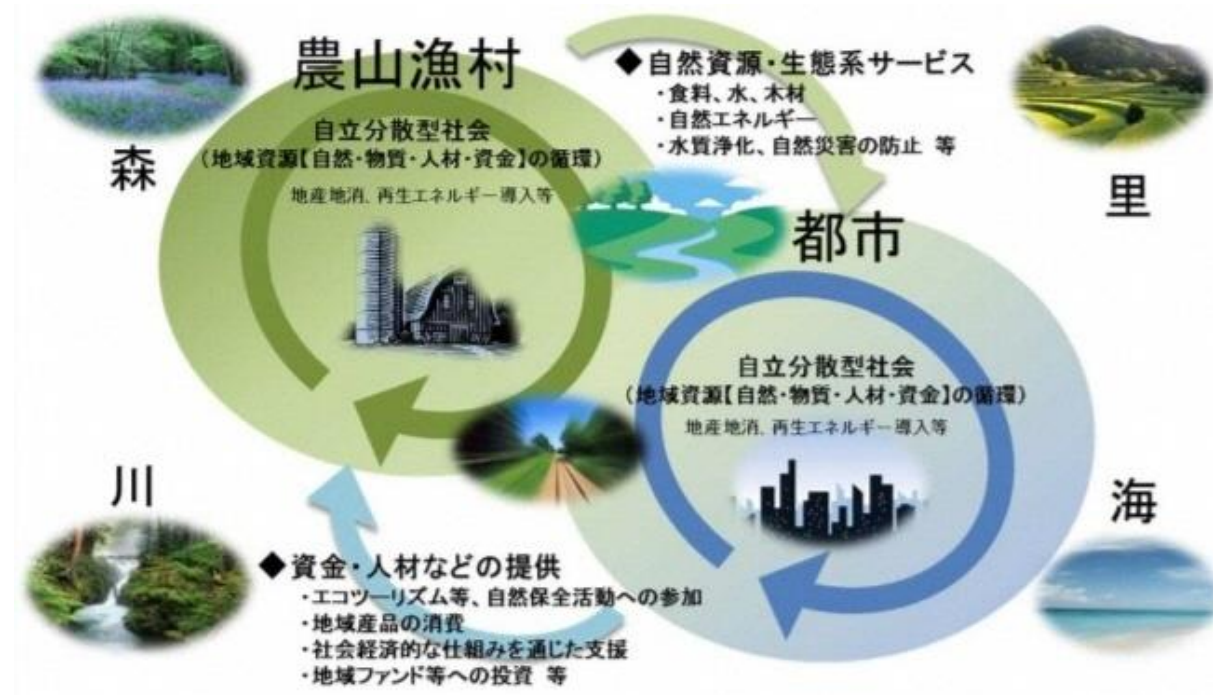 農山漁村
自立分散型社会
(地域資源【自然・物質・人材・資金】の循環)
地産地消、再生エネルギー導入等
◆自然資源・生態系サービス
・食料、水、木材
・自然エネルギー
・水質浄化、自然災害の防止 等
森
里
都市
自立分散型社会
(地域資源【自然・物質・人材・資金】の循環)
地産地消、再生エネルギー導入等
川
海
◆資金・人材などの提供
・エコツーリズム等、自然保全活動への参加
・地域産品の消費
・社会経済的な仕組みを通じた支援
・地域ファンド等への投資 等